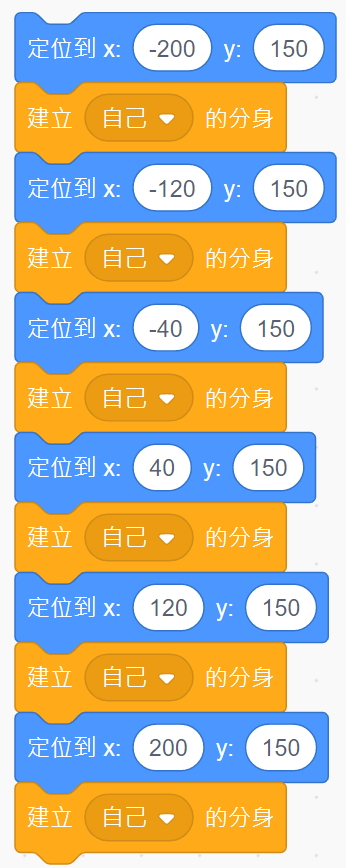 定位到 x: -200 y: 150
建立 自己 的分身
定位到 x: -120 y: 150
建立 自己 的分身
定位到 x: -40 y: 150
建立 自己 的分身
定位到 x: 40 y: 150
建立 自己 的分身
定位到 x: 120 y: 150
建立 自己 的分身
定位到 x: 200 y: 150
建立 自己 的分身